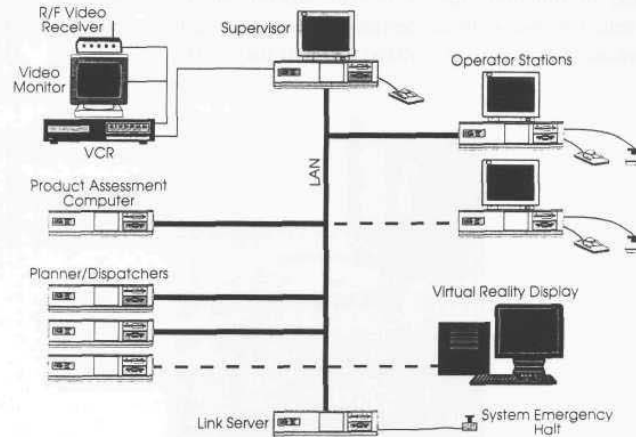 R/F Video
Receiver
Supervisor
Operator Stations
Video
Monitor
VCR
LAN
Product Assessment
Computer
Planner/Dispatchers
Virtual Reality Display
Link Server
System Emergency
Halt